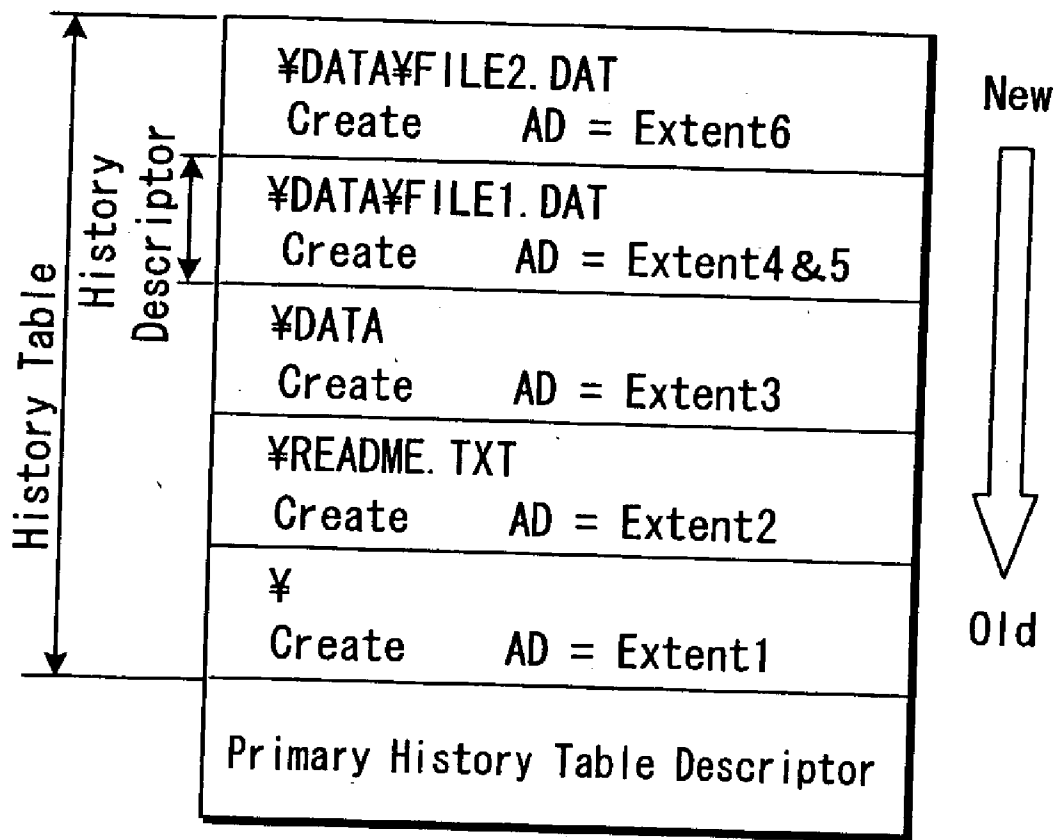 ¥DATA¥FILE2.DAT
Create AD = Extent6
¥DATA¥FILE1.DAT
Create AD = Extent4&5
¥DATA
Create AD = Extent3
¥README.TXT
Create AD = Extent2
¥
Create AD = Extent1
Primary History Table Descriptor
History Table
History
Descriptor
New
Old